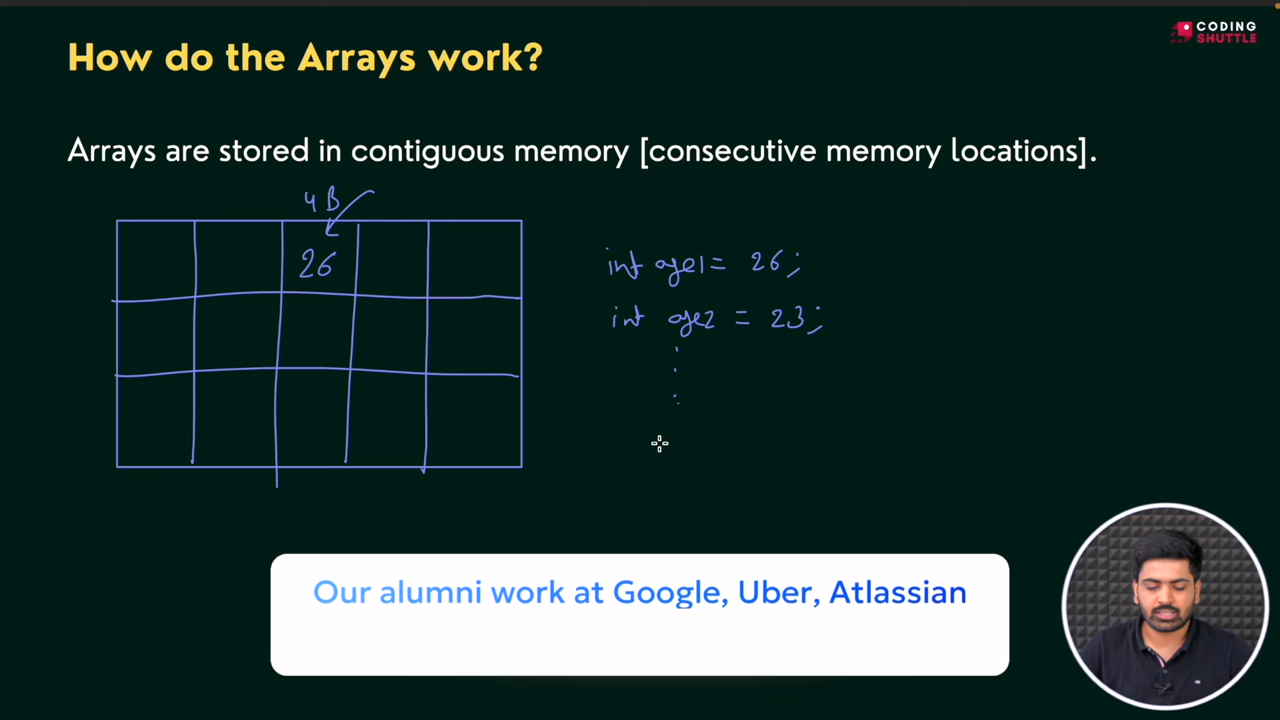 CODING
SHUTTLE
How do the Arrays work?
Arrays are stored in contiguous memory [consecutive memory locations].
4 B
26
int age1 = 26;
int age2 = 23;
Our alumni work at Google, Uber, Atlassian